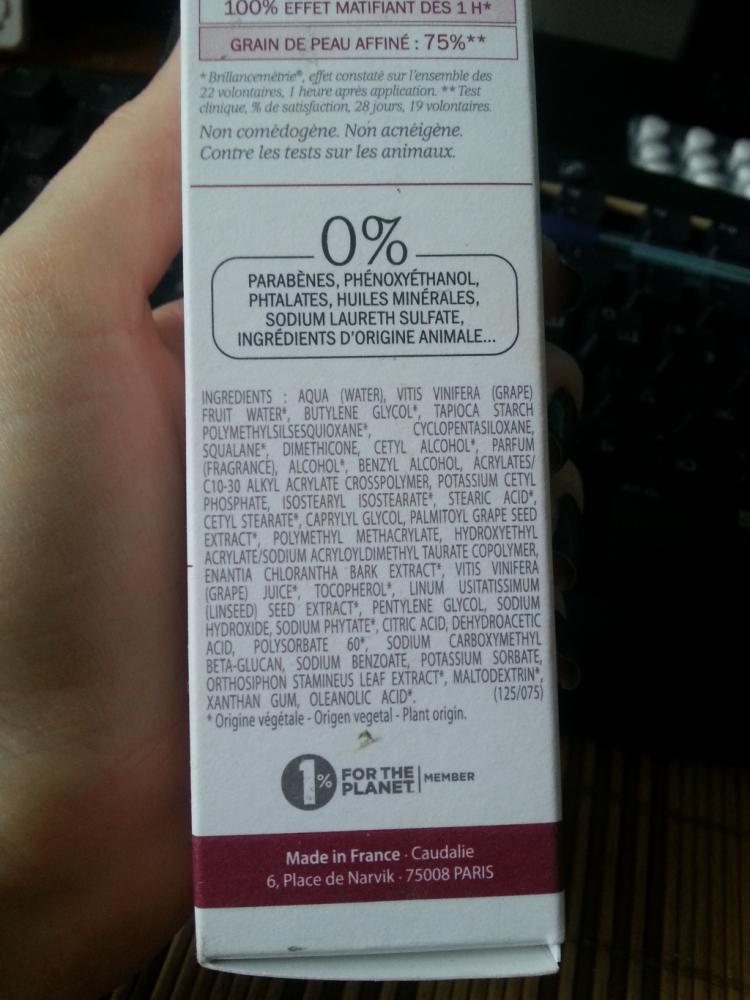 100% EFFET MATIFIANT DÈS 1 H*
GRAIN DE PEAU AFFINÉ : 75%**
* Brillancemétrie®, effet constaté sur l'ensemble des
22 volontaires, 1 heure après application. ** Test
clinique, % de satisfaction, 28 jours, 19 volontaires.
Non comédogène. Non acnéigène.
Contre les tests sur les animaux.
0%
PARABÈNES, PHÉNOXYÉTHANOL,
PHTALATES, HUILES MINÉRALES,
SODIUM LAURETH SULFATE,
INGRÉDIENTS D'ORIGINE ANIMALE...
INGREDIENTS : AQUA (WATER), VITIS VINIFERA (GRAPE)
FRUIT WATER*, BUTYLENE GLYCOL*, TAPIOCA STARCH
POLYMETHYLSILSESQUIOXANE*, CYCLOPENTASILOXANE,
SQUALANE*, DIMETHICONE, CETYL ALCOHOL*, PARFUM
(FRAGRANCE), ALCOHOL*, BENZYL ALCOHOL, ACRYLATES/
C10-30 ALKYL ACRYLATE CROSSPOLYMER, POTASSIUM CETYL
PHOSPHATE, ISOSTEARYL ISOSTEARATE*, STEARIC ACID*,
CETYL STEARATE*, CAPRYLYL GLYCOL, PALMITOYL GRAPE SEED
EXTRACT*, POLYMETHYL METHACRYLATE, HYDROXYETHYL
ACRYLATE/SODIUM ACRYLOYLDIMETHYL TAURATE COPOLYMER,
ENANTIA CHLORANTHA BARK EXTRACT*, VITIS VINIFERA
(GRAPE) JUICE*, TOCOPHEROL*, LINUM USITATISSIMUM
(LINSEED) SEED EXTRACT*, PENTYLENE GLYCOL, SODIUM
HYDROXIDE, SODIUM PHYTATE*, CITRIC ACID, DEHYDROACETIC
ACID, POLYSORBATE 60*, SODIUM CARBOXYMETHYL
BETA-GLUCAN, SODIUM BENZOATE, POTASSIUM SORBATE,
ORTHOSIPHON STAMINEUS LEAF EXTRACT*, MALTODEXTRIN*,
XANTHAN GUM, OLEANOLIC ACID*. (125/075)
* Origine végétale - Origen vegetal - Plant origin.
1% FOR THE
PLANET MEMBER
Made in France · Caudalie
6, Place de Narvik · 75008 PARIS